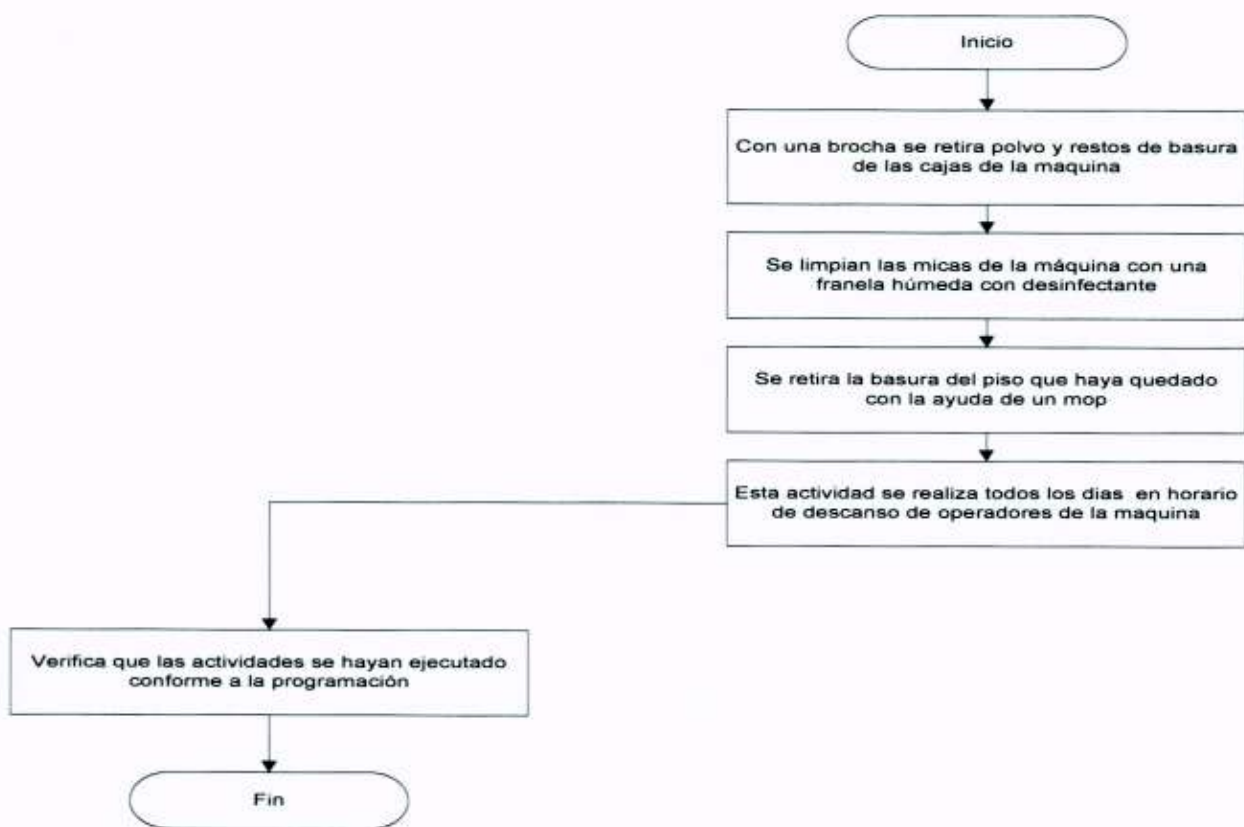 Inicio
Con una brocha se retira polvo y restos de basura
de las cajas de la maquina
Se limpian las micas de la máquina con una
franela húmeda con desinfectante
Se retira la basura del piso que haya quedado
con la ayuda de un mop
Esta actividad se realiza todos los dias en horario
de descanso de operadores de la maquina
Verifica que las actividades se hayan ejecutado
conforme a la programación
Fin